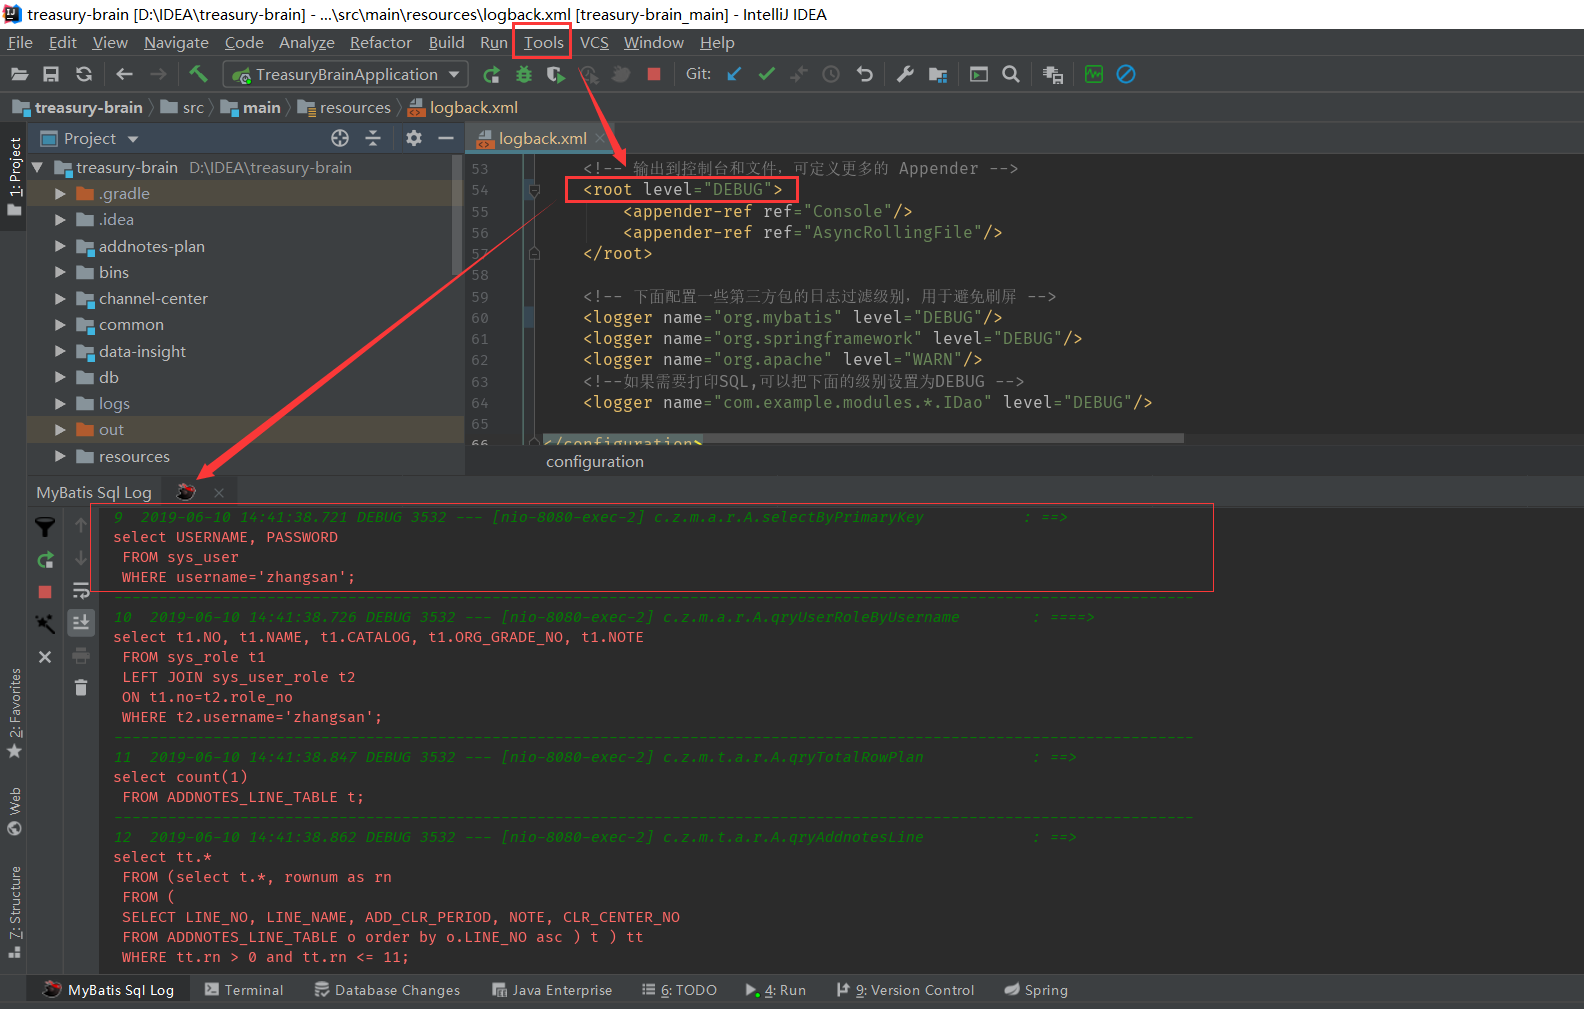 treasury-brain [D:\IDEA\treasury-brain] - ...\src\main\resources\logback.xml [treasury-brain_main] - IntelliJ IDEA
File Edit View Navigate Code Analyze Refactor Build Run Tools VCS Window Help
TreasuryBrainApplication Git:
treasury-brain src main resources logback.xml
1: Project
2: Favorites
Web
7: Structure
Project
treasury-brain D:\IDEA\treasury-brain
.gradle
.idea
addnotes-plan
bins
channel-center
common
data-insight
db
logs
out
resources
logback.xml
53 <!-- 输出到控制台和文件，可定义更多的 Appender -->
54 <root level="DEBUG">
55 <appender-ref ref="Console"/>
56 <appender-ref ref="AsyncRollingFile"/>
57 </root>
58
59 <!-- 下面配置一些第三方包的日志过滤级别，用于避免刷屏 -->
60 <logger name="org.mybatis" level="DEBUG"/>
61 <logger name="org.springframework" level="DEBUG"/>
62 <logger name="org.apache" level="WARN"/>
63 <!--如果需要打印SQL,可以把下面的级别设置为DEBUG -->
64 <logger name="com.example.modules.*.IDao" level="DEBUG"/>
65
66 </configuration>
configuration
MyBatis Sql Log
9 2019-06-10 14:41:38.721 DEBUG 3532 --- [nio-8080-exec-2] c.z.m.a.r.A.selectByPrimaryKey : ==>
select USERNAME, PASSWORD
FROM sys_user
WHERE username='zhangsan';
------------------------------------------------------------------------------------------------------------------------
10 2019-06-10 14:41:38.726 DEBUG 3532 --- [nio-8080-exec-2] c.z.m.a.r.A.qryUserRoleByUsername : ====>
select t1.NO, t1.NAME, t1.CATALOG, t1.ORG_GRADE_NO, t1.NOTE
FROM sys_role t1
LEFT JOIN sys_user_role t2
ON t1.no=t2.role_no
WHERE t2.username='zhangsan';
------------------------------------------------------------------------------------------------------------------------
11 2019-06-10 14:41:38.847 DEBUG 3532 --- [nio-8080-exec-2] c.z.m.t.a.r.A.qryTotalRowPlan : ==>
select count(1)
FROM ADDNOTES_LINE_TABLE t;
------------------------------------------------------------------------------------------------------------------------
12 2019-06-10 14:41:38.862 DEBUG 3532 --- [nio-8080-exec-2] c.z.m.t.a.r.A.qryAddnotesLine : ==>
select tt.*
FROM (select t.*, rownum as rn
FROM (
SELECT LINE_NO, LINE_NAME, ADD_CLR_PERIOD, NOTE, CLR_CENTER_NO
FROM ADDNOTES_LINE_TABLE o order by o.LINE_NO asc ) t ) tt
WHERE tt.rn > 0 and tt.rn <= 11;
MyBatis Sql Log Terminal Database Changes Java Enterprise 6: TODO 4: Run 9: Version Control Spring